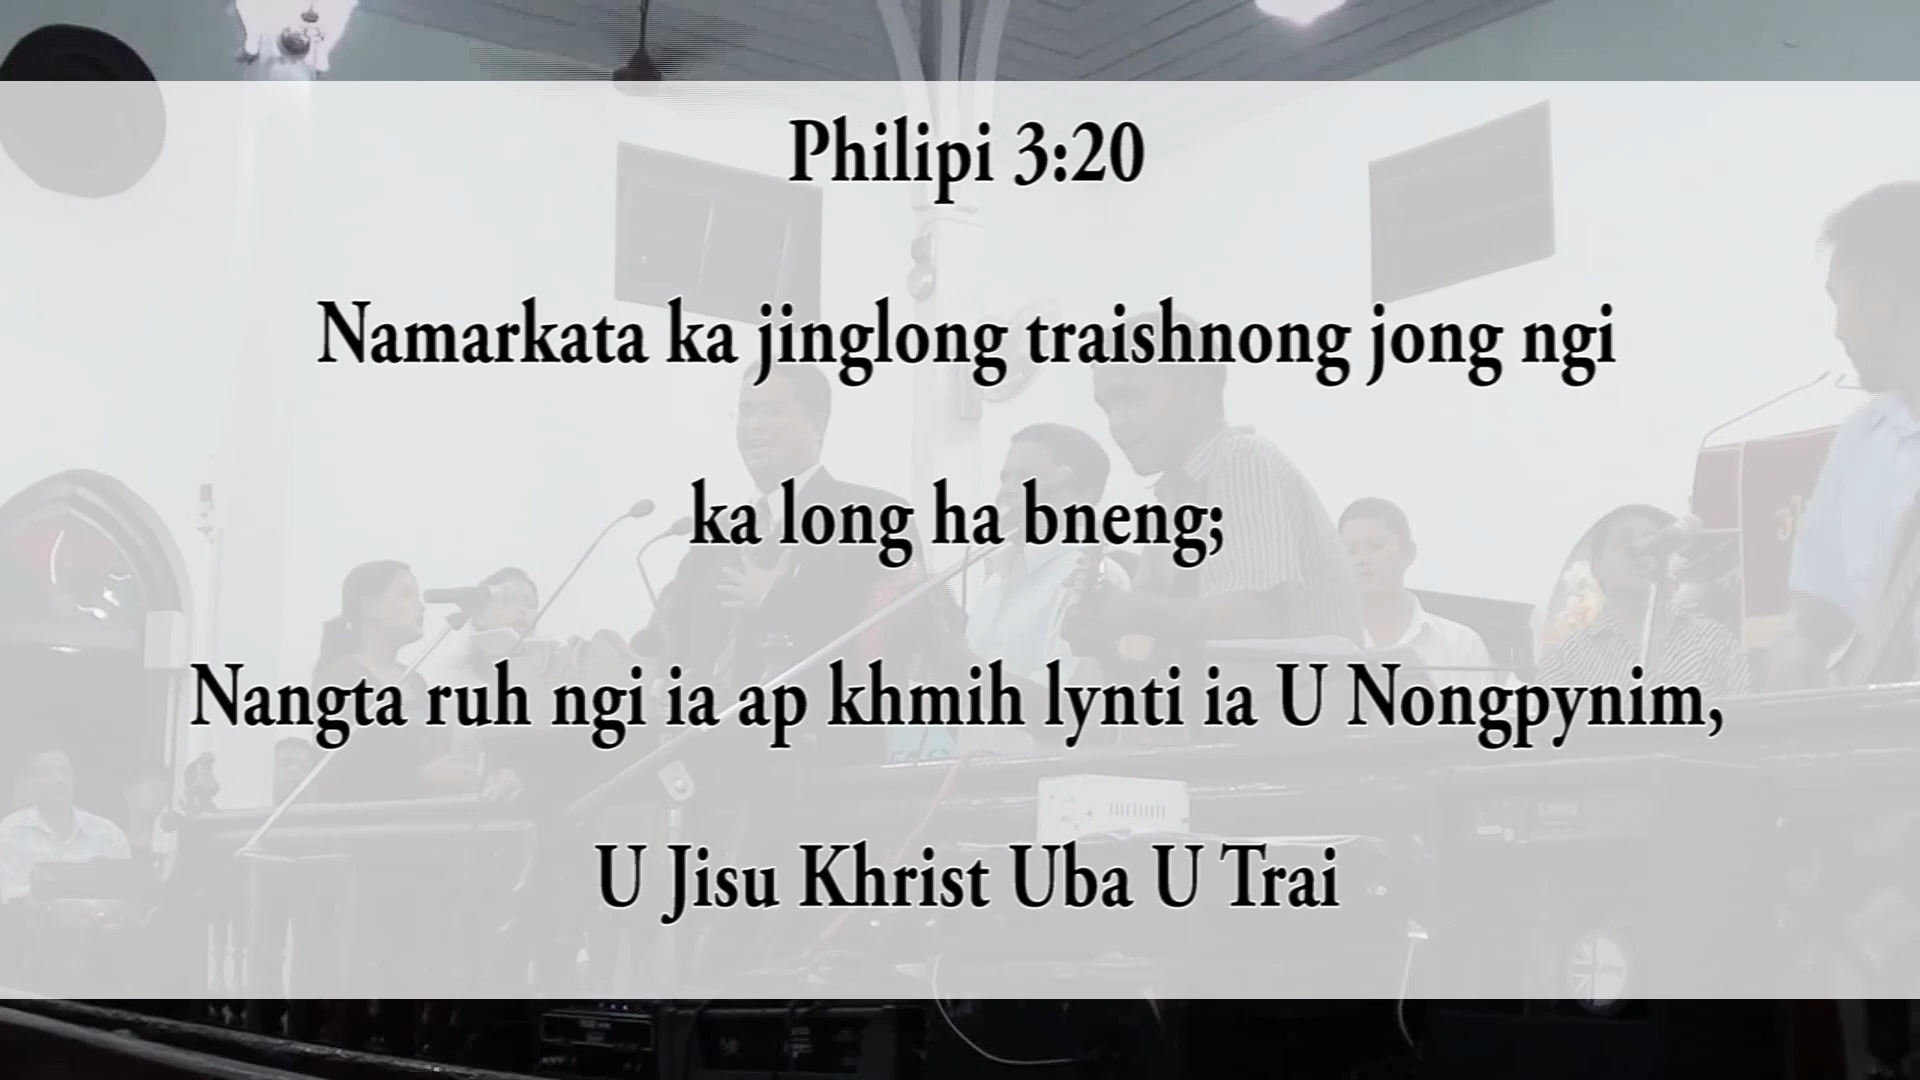 Philipi 3:20
Namarkata ka jinglong traishnong jong ngi
ka long ha bneng;
Nangta ruh ngi ia ap khmih lynti ia U Nongpynim,
U Jisu Khrist Uba U Trai